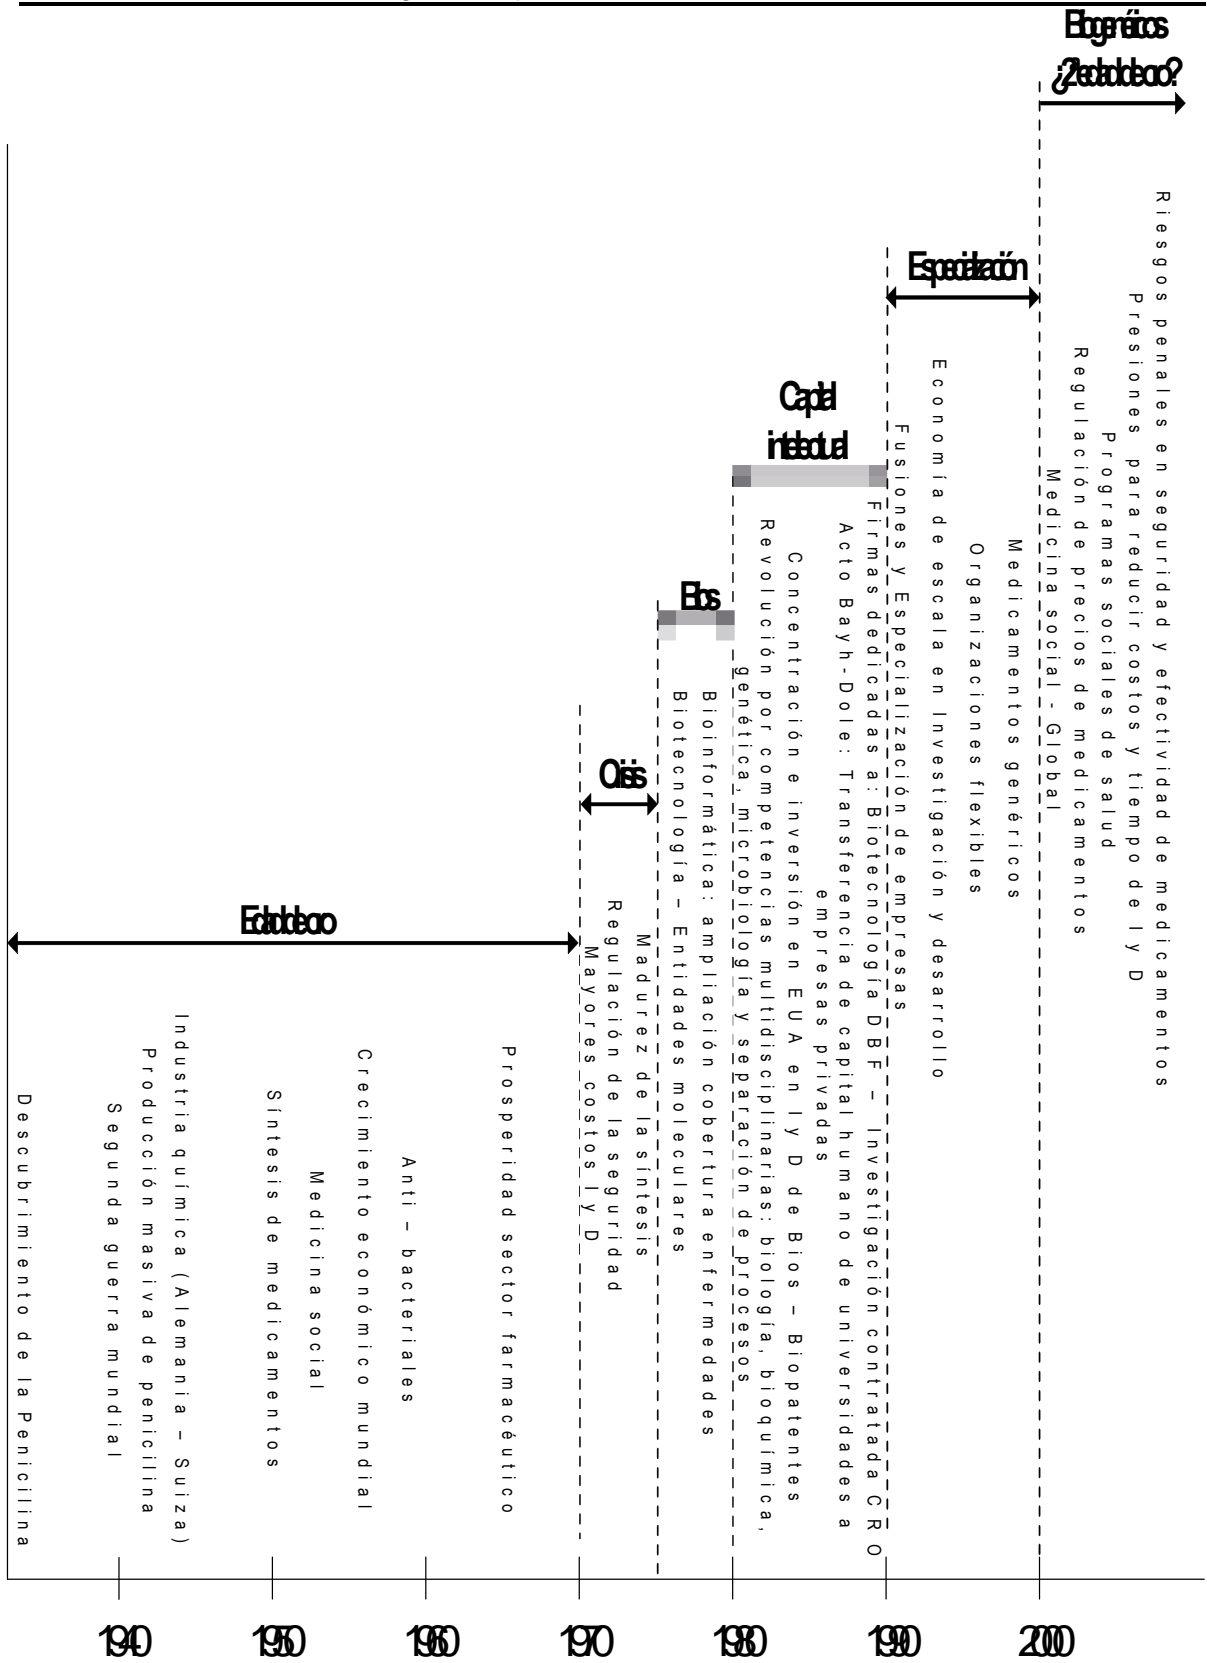 Biogenéricos
¿2ª edad de oro?
Especialización
Capital
intelectual
Bios
Crisis
Edad de oro
Descubrimiento de la Penicilina
Segunda guerra mundial
Producción masiva de penicilina
Industria química (Alemania – Suiza)
Síntesis de medicamentos
Medicina social
Crecimiento económico mundial
Anti – bacteriales
Prosperidad sector farmacéutico
Mayores costos I y D
Regulación de la seguridad
Madurez de la síntesis
Biotecnología – Entidades moleculares
Bioinformática: ampliación cobertura enfermedades
Revolución por competencias multidisciplinarias: biología, bioquímica,
genética, microbiología y separación de procesos
Concentración e inversión en EUA en I y D de Bios – Biopatentes
Acto Bayh-Dole: Transferencia de capital humano de universidades a
empresas privadas
Firmas dedicadas a: Biotecnología DBF – Investigación contratada CRO
Fusiones y Especialización de empresas
Economía de escala en Investigación y desarrollo
Organizaciones flexibles
Medicamentos genéricos
Medicina social - Global
Regulación de precios de medicamentos
Programas sociales de salud
Presiones para reducir costos y tiempo de I y D
Riesgos penales en seguridad y efectividad de medicamentos
1940 1950 1960 1970 1980 1990 2000